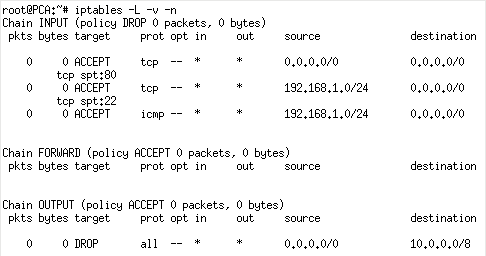 root@PCA:~# iptables -L -v -n
Chain INPUT (policy DROP 0 packets, 0 bytes)
pkts bytes target prot opt in out source destination
0 0 ACCEPT tcp -- * * 0.0.0.0/0 0.0.0.0/0
tcp spt:80
0 0 ACCEPT tcp -- * * 192.168.1.0/24 0.0.0.0/0
tcp spt:22
0 0 ACCEPT icmp -- * * 192.168.1.0/24 0.0.0.0/0
Chain FORWARD (policy ACCEPT 0 packets, 0 bytes)
pkts bytes target prot opt in out source destination
Chain OUTPUT (policy ACCEPT 0 packets, 0 bytes)
pkts bytes target prot opt in out source destination
0 0 DROP all -- * * 0.0.0.0/0 10.0.0.0/8